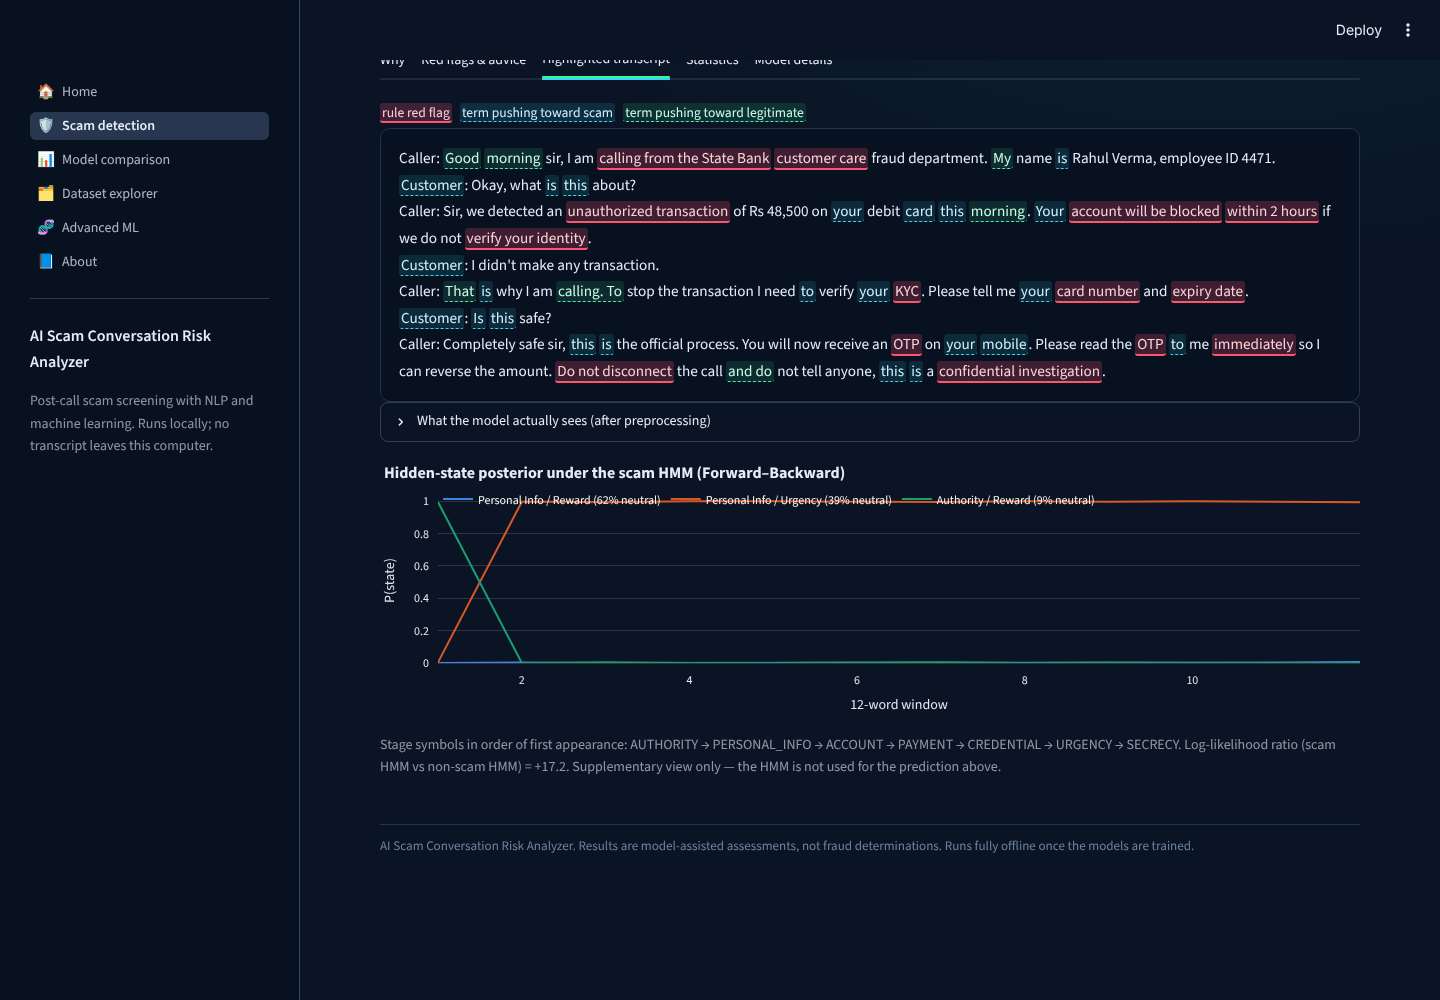 Deploy
Home
Scam detection
Model comparison
Dataset explorer
Advanced ML
About
AI Scam Conversation Risk
Analyzer
Post-call scam screening with NLP and
machine learning. Runs locally; no
transcript leaves this computer.
Why Red flags & advice Highlighted transcript Statistics Model details
rule red flag term pushing toward scam term pushing toward legitimate
Caller: Good morning sir, I am calling from the State Bank customer care fraud department. My name is Rahul Verma, employee ID 4471.
Customer: Okay, what is this about?
Caller: Sir, we detected an unauthorized transaction of Rs 48,500 on your debit card this morning. Your account will be blocked within 2 hours if
we do not verify your identity.
Customer: I didn't make any transaction.
Caller: That is why I am calling. To stop the transaction I need to verify your KYC. Please tell me your card number and expiry date.
Customer: Is this safe?
Caller: Completely safe sir, this is the official process. You will now receive an OTP on your mobile. Please read the OTP to me immediately so I
can reverse the amount. Do not disconnect the call and do not tell anyone, this is a confidential investigation.
What the model actually sees (after preprocessing)
Hidden-state posterior under the scam HMM (Forward–Backward)
Personal Info / Reward (62% neutral) Personal Info / Urgency (39% neutral) Authority / Reward (9% neutral)
1
0.8
0.6
0.4
0.2
0
P(state)
2 4 6 8 10
12-word window
Stage symbols in order of first appearance: AUTHORITY → PERSONAL_INFO → ACCOUNT → PAYMENT → CREDENTIAL → URGENCY → SECRECY. Log-likelihood ratio (scam
HMM vs non-scam HMM) = +17.2. Supplementary view only — the HMM is not used for the prediction above.
AI Scam Conversation Risk Analyzer. Results are model-assisted assessments, not fraud determinations. Runs fully offline once the models are trained.